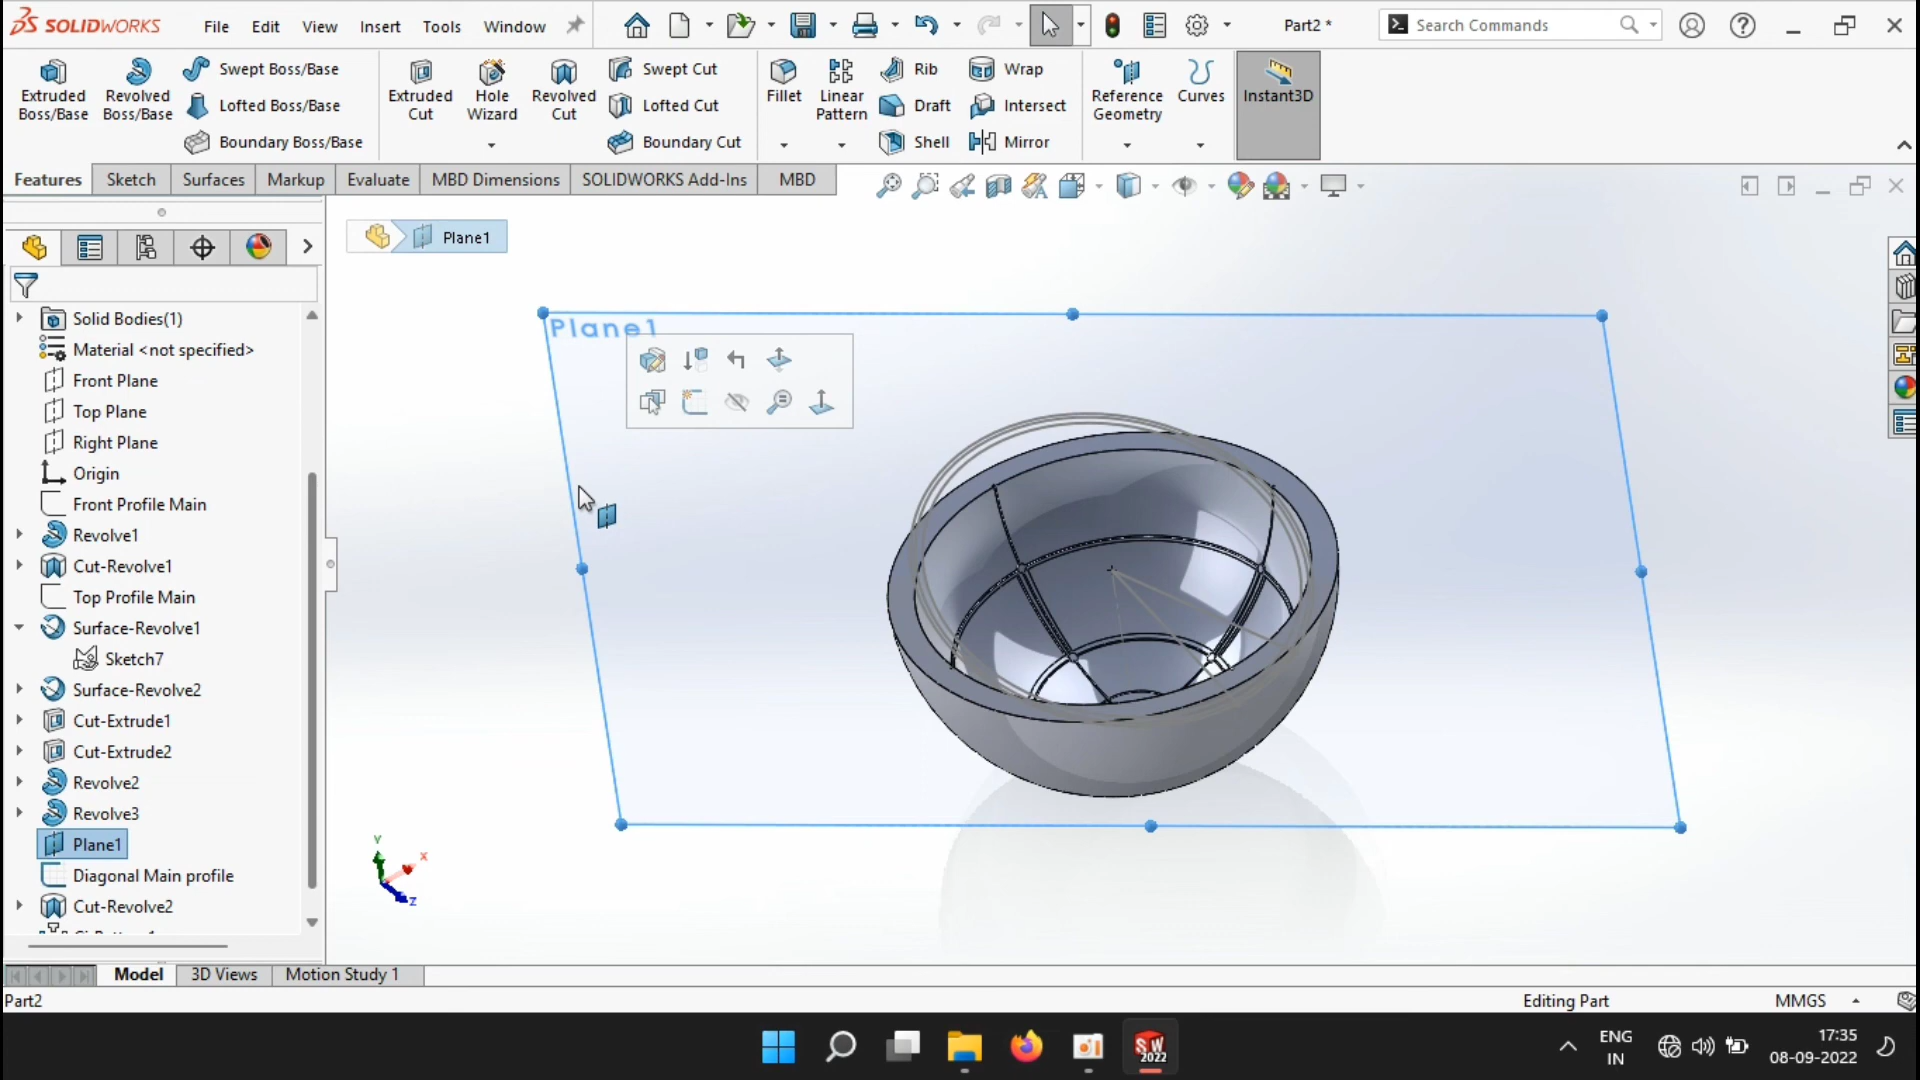 SOLIDWORKS File Edit View Insert Tools Window Part2 * Search Commands
Extruded Boss/Base
Revolved Boss/Base
Swept Boss/Base
Lofted Boss/Base
Boundary Boss/Base
Extruded Cut
Hole Wizard
Revolved Cut
Swept Cut
Lofted Cut
Boundary Cut
Fillet
Linear Pattern
Rib
Draft
Shell
Wrap
Intersect
Mirror
Reference Geometry
Curves
Instant3D
Features Sketch Surfaces Markup Evaluate MBD Dimensions SOLIDWORKS Add-Ins MBD
Plane1
Plane1
Solid Bodies(1)
Material <not specified>
Front Plane
Top Plane
Right Plane
Origin
Front Profile Main
Revolve1
Cut-Revolve1
Top Profile Main
Surface-Revolve1
Sketch7
Surface-Revolve2
Cut-Extrude1
Cut-Extrude2
Revolve2
Revolve3
Plane1
Diagonal Main profile
Cut-Revolve2
Y
X
Z
Model 3D Views Motion Study 1
Part2 Editing Part MMGS
SW 2022
ENG
IN
17:35
08-09-2022